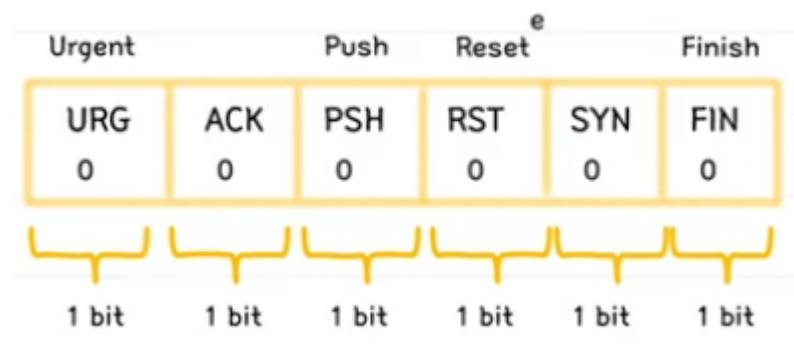 e
Urgent Push Reset Finish
URG ACK PSH RST SYN FIN
0 0 0 0 0 0
1 bit 1 bit 1 bit 1 bit 1 bit 1 bit